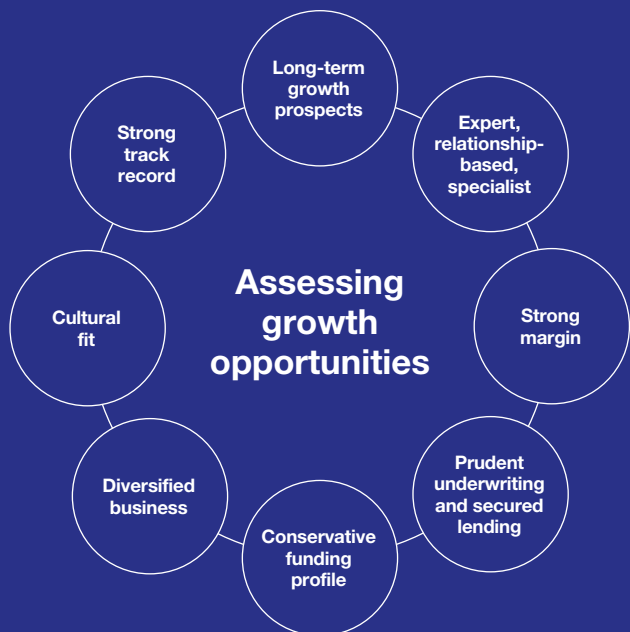 Long-term
growth
prospects
Expert,
relationship-
based,
specialist
Strong
margin
Prudent
underwriting
and secured
lending
Conservative
funding
profile
Diversified
business
Cultural
fit
Strong
track
record
Assessing
growth
opportunities